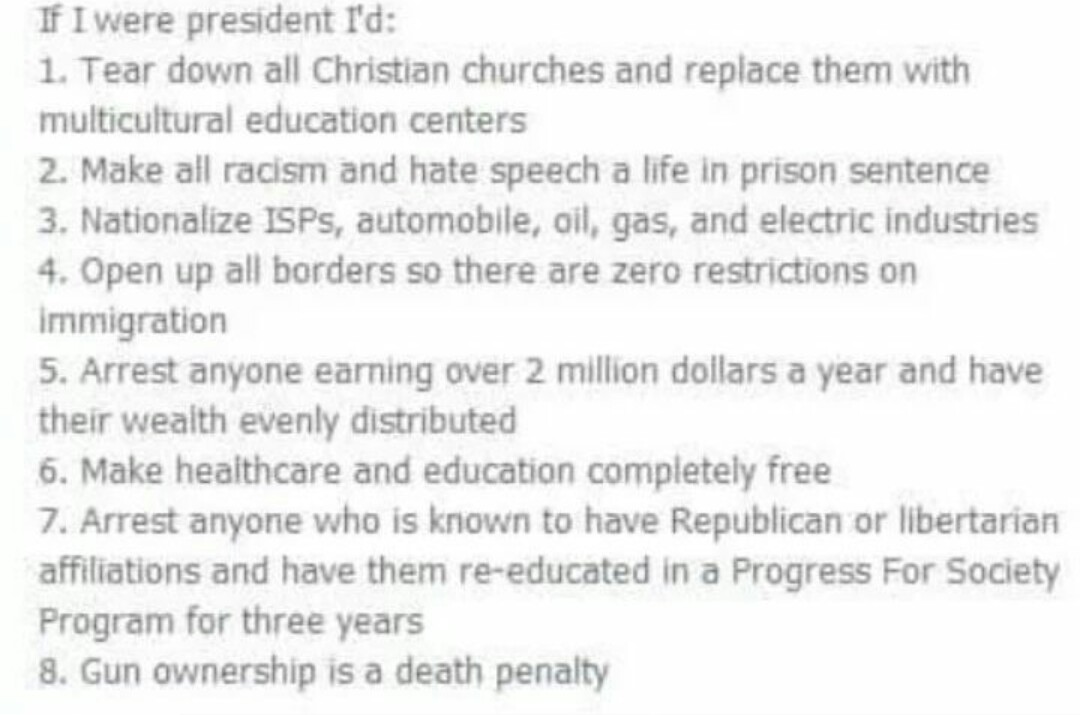 If I were president I'd:
1. Tear down all Christian churches and replace them with
multicultural education centers
2. Make all racism and hate speech a life in prison sentence
3. Nationalize ISPs, automobile, oil, gas, and electric industries
4. Open up all borders so there are zero restrictions on
immigration
5. Arrest anyone earning over 2 million dollars a year and have
their wealth evenly distributed
6. Make healthcare and education completely free
7. Arrest anyone who is known to have Republican or libertarian
affiliations and have them re-educated in a Progress For Society
Program for three years
8. Gun ownership is a death penalty